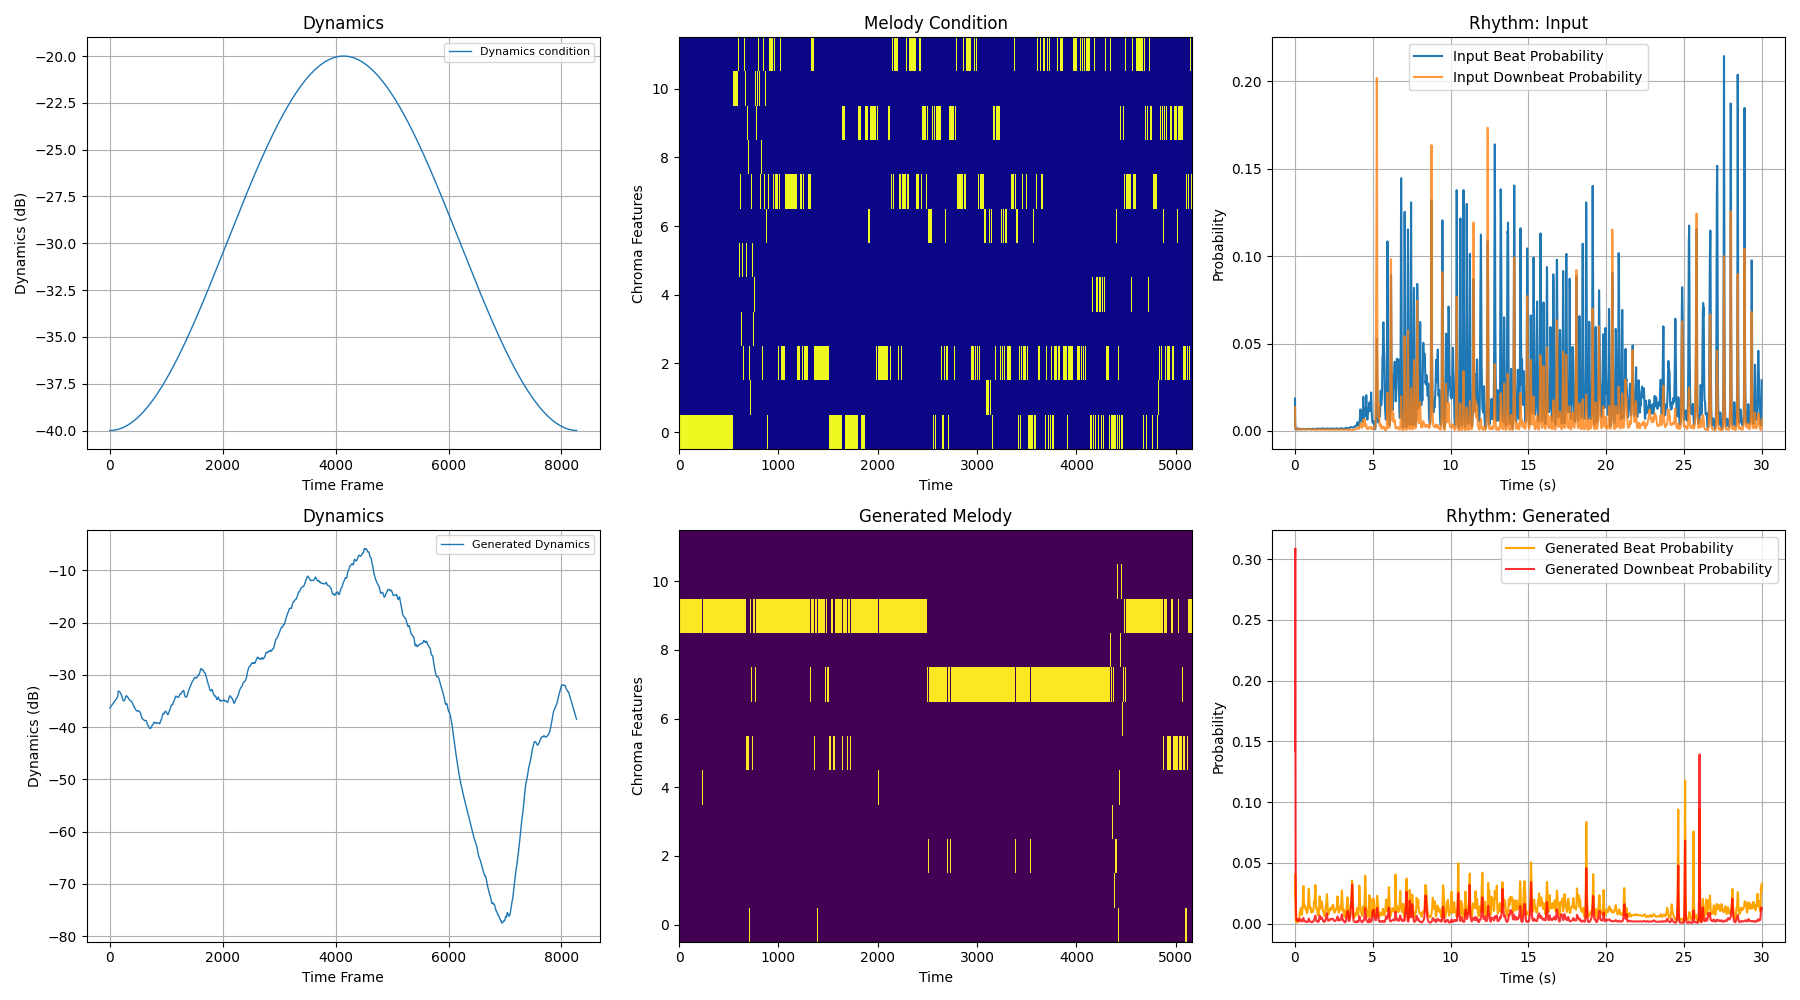 Dynamics
Dynamics condition
−20.0
−22.5
−25.0
−27.5
−30.0
−32.5
−35.0
−37.5
−40.0
Dynamics (dB)
0 2000 4000 6000 8000
Time Frame
Melody Condition
10
8
6
4
2
0
Chroma Features
0 1000 2000 3000 4000 5000
Time
Rhythm: Input
Input Beat Probability
Input Downbeat Probability
0.20
0.15
0.10
0.05
0.00
Probability
0 5 10 15 20 25 30
Time (s)
Dynamics
Generated Dynamics
−10
−20
−30
−40
−50
−60
−70
−80
Dynamics (dB)
0 2000 4000 6000 8000
Time Frame
Generated Melody
10
8
6
4
2
0
Chroma Features
0 1000 2000 3000 4000 5000
Time
Rhythm: Generated
Generated Beat Probability
Generated Downbeat Probability
0.30
0.25
0.20
0.15
0.10
0.05
0.00
Probability
0 5 10 15 20 25 30
Time (s)